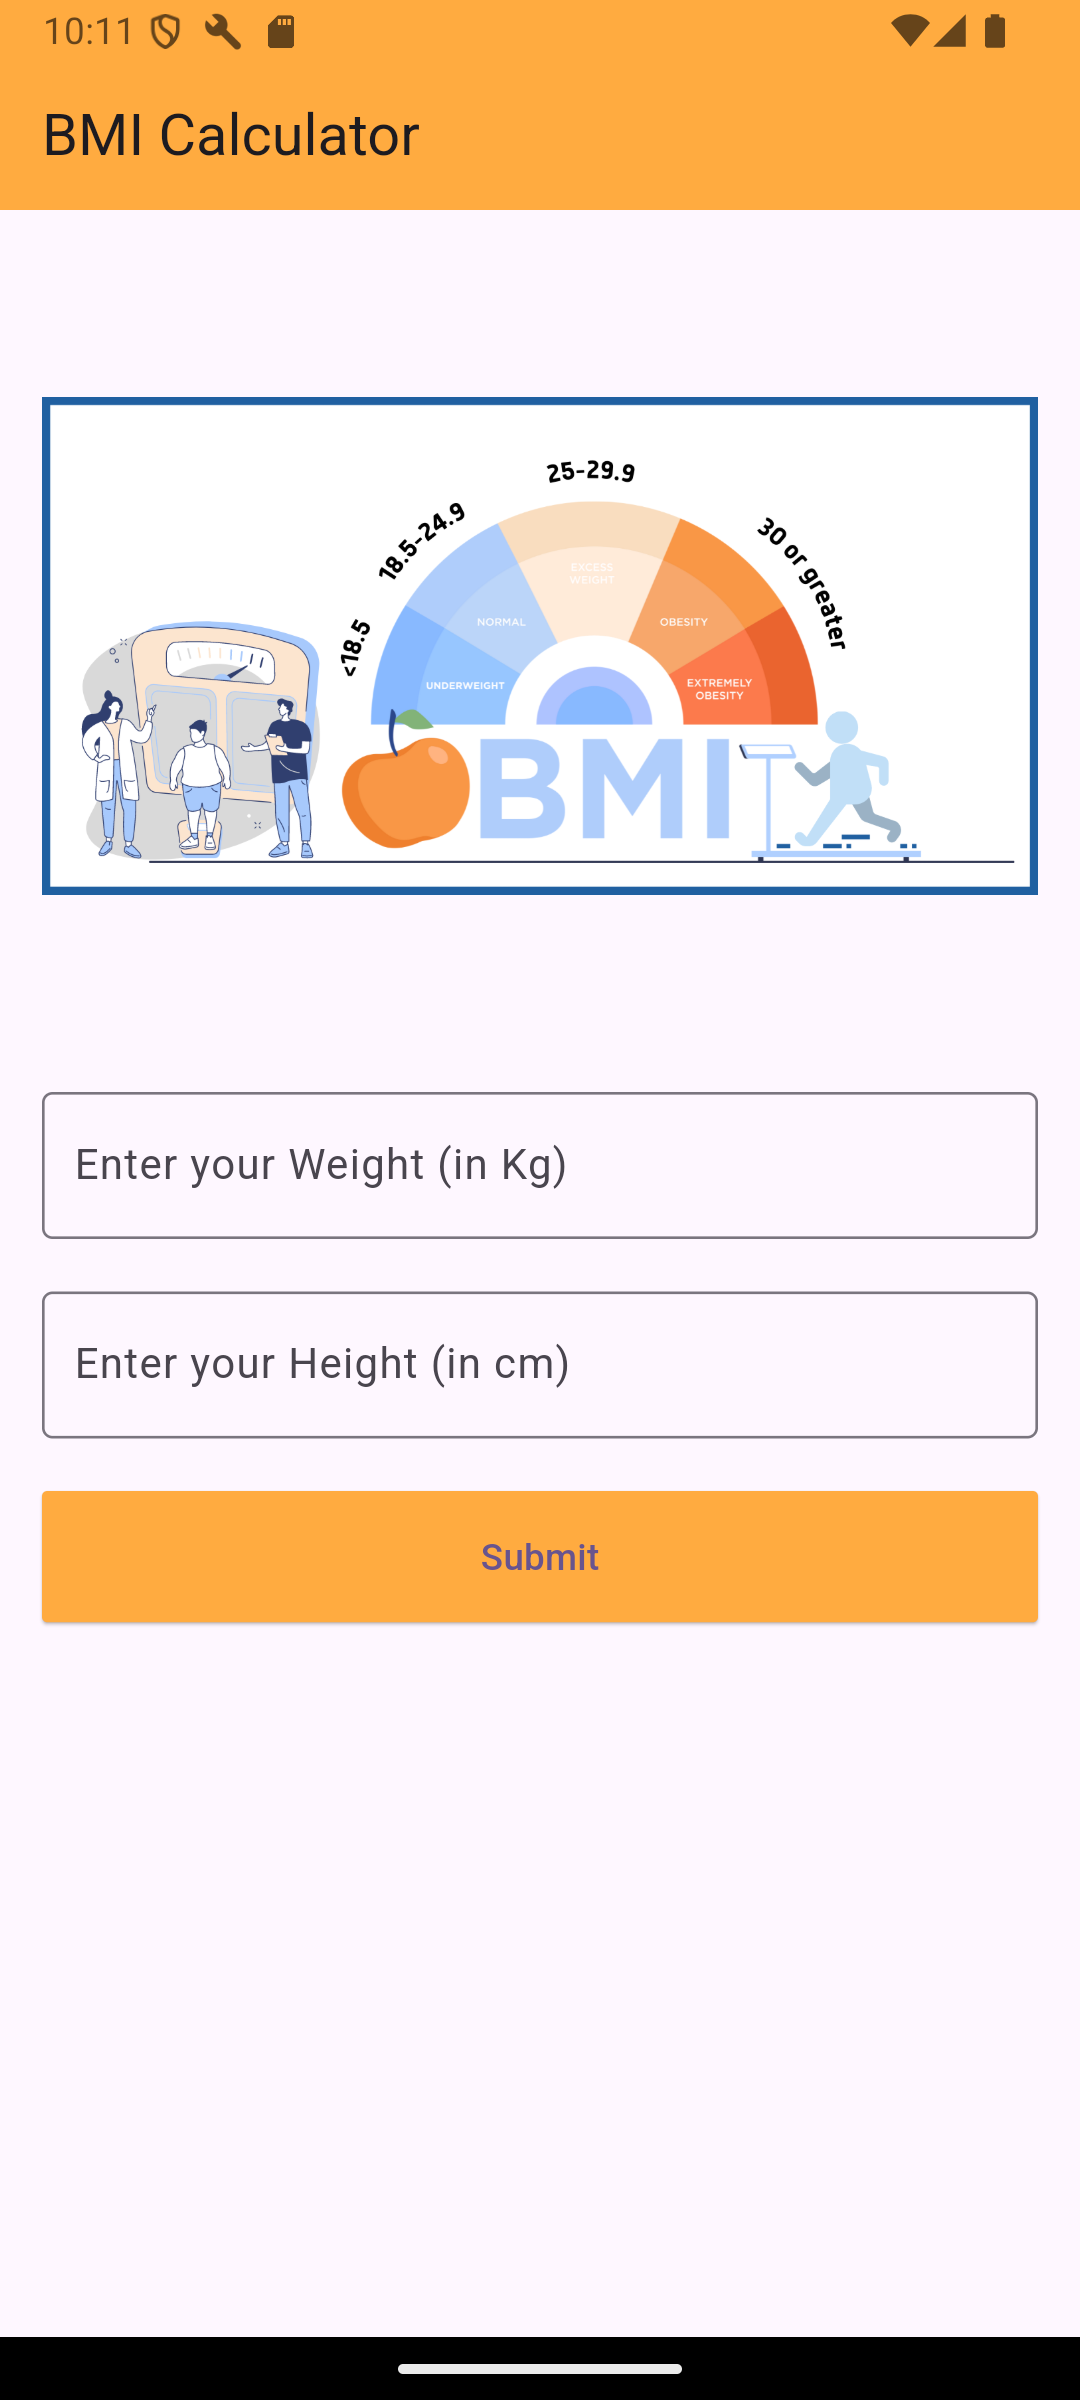 10:11
BMI Calculator
25-29.9
18.5-24.9
30 or greater
<18.5
EXCESS
WEIGHT
NORMAL
OBESITY
UNDERWEIGHT
EXTREMELY
OBESITY
BMI
Enter your Weight (in Kg)
Enter your Height (in cm)
Submit